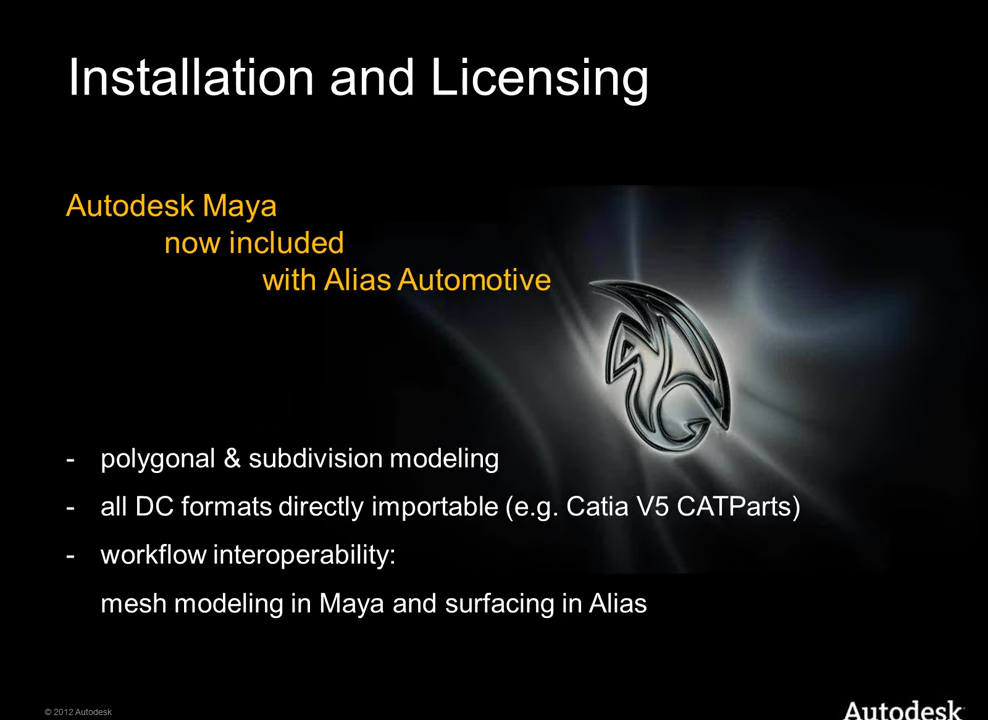 Installation and Licensing
Autodesk Maya
now included
with Alias Automotive
- polygonal & subdivision modeling
- all DC formats directly importable (e.g. Catia V5 CATParts)
- workflow interoperability:
mesh modeling in Maya and surfacing in Alias
© 2012 Autodesk
Autodesk